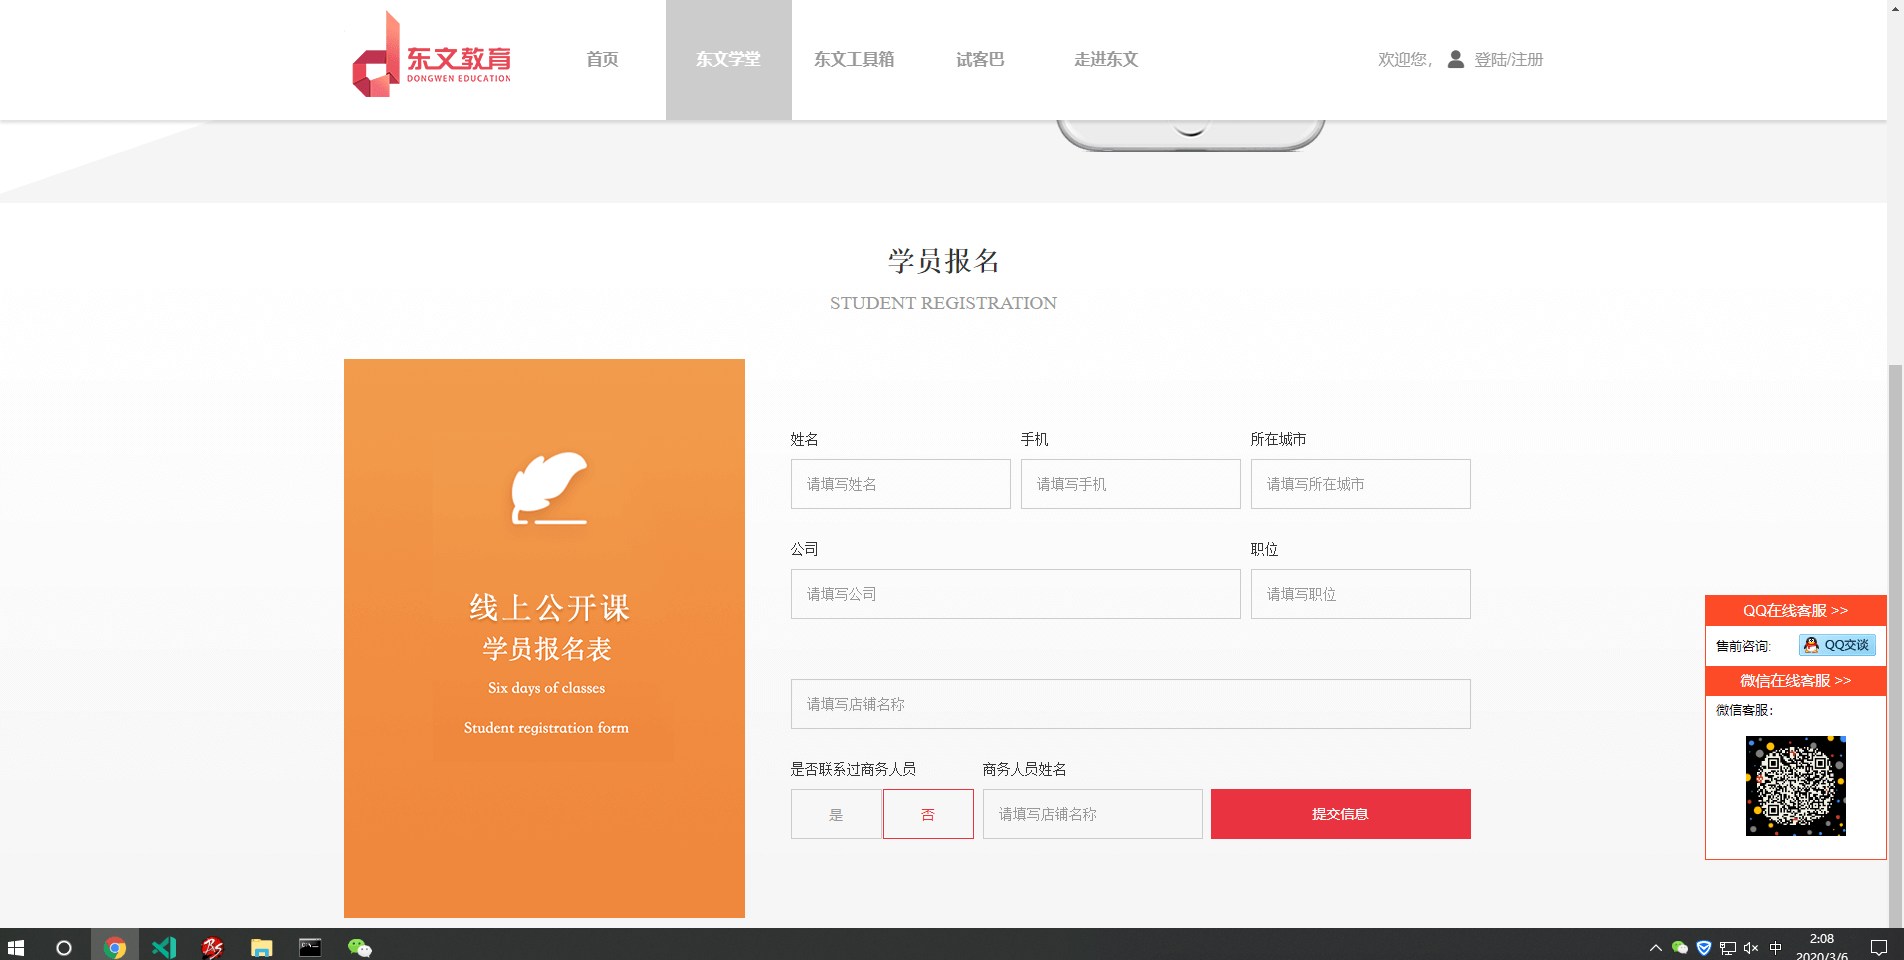 东文教育
DONGWEN EDUCATION
首页
东文学堂
东文工具箱
试客巴
走进东文
欢迎您,
登陆/注册
学员报名
STUDENT REGISTRATION
线上公开课
学员报名表
Six days of classes
Student registration form
姓名
手机
所在城市
请填写姓名
请填写手机
请填写所在城市
公司
职位
请填写公司
请填写职位
请填写店铺名称
是否联系过商务人员
商务人员姓名
是
否
请填写店铺名称
提交信息
QQ在线客服 >>
售前咨询:
QQ交谈
微信在线客服 >>
微信客服：
中
2:08
2020/3/6